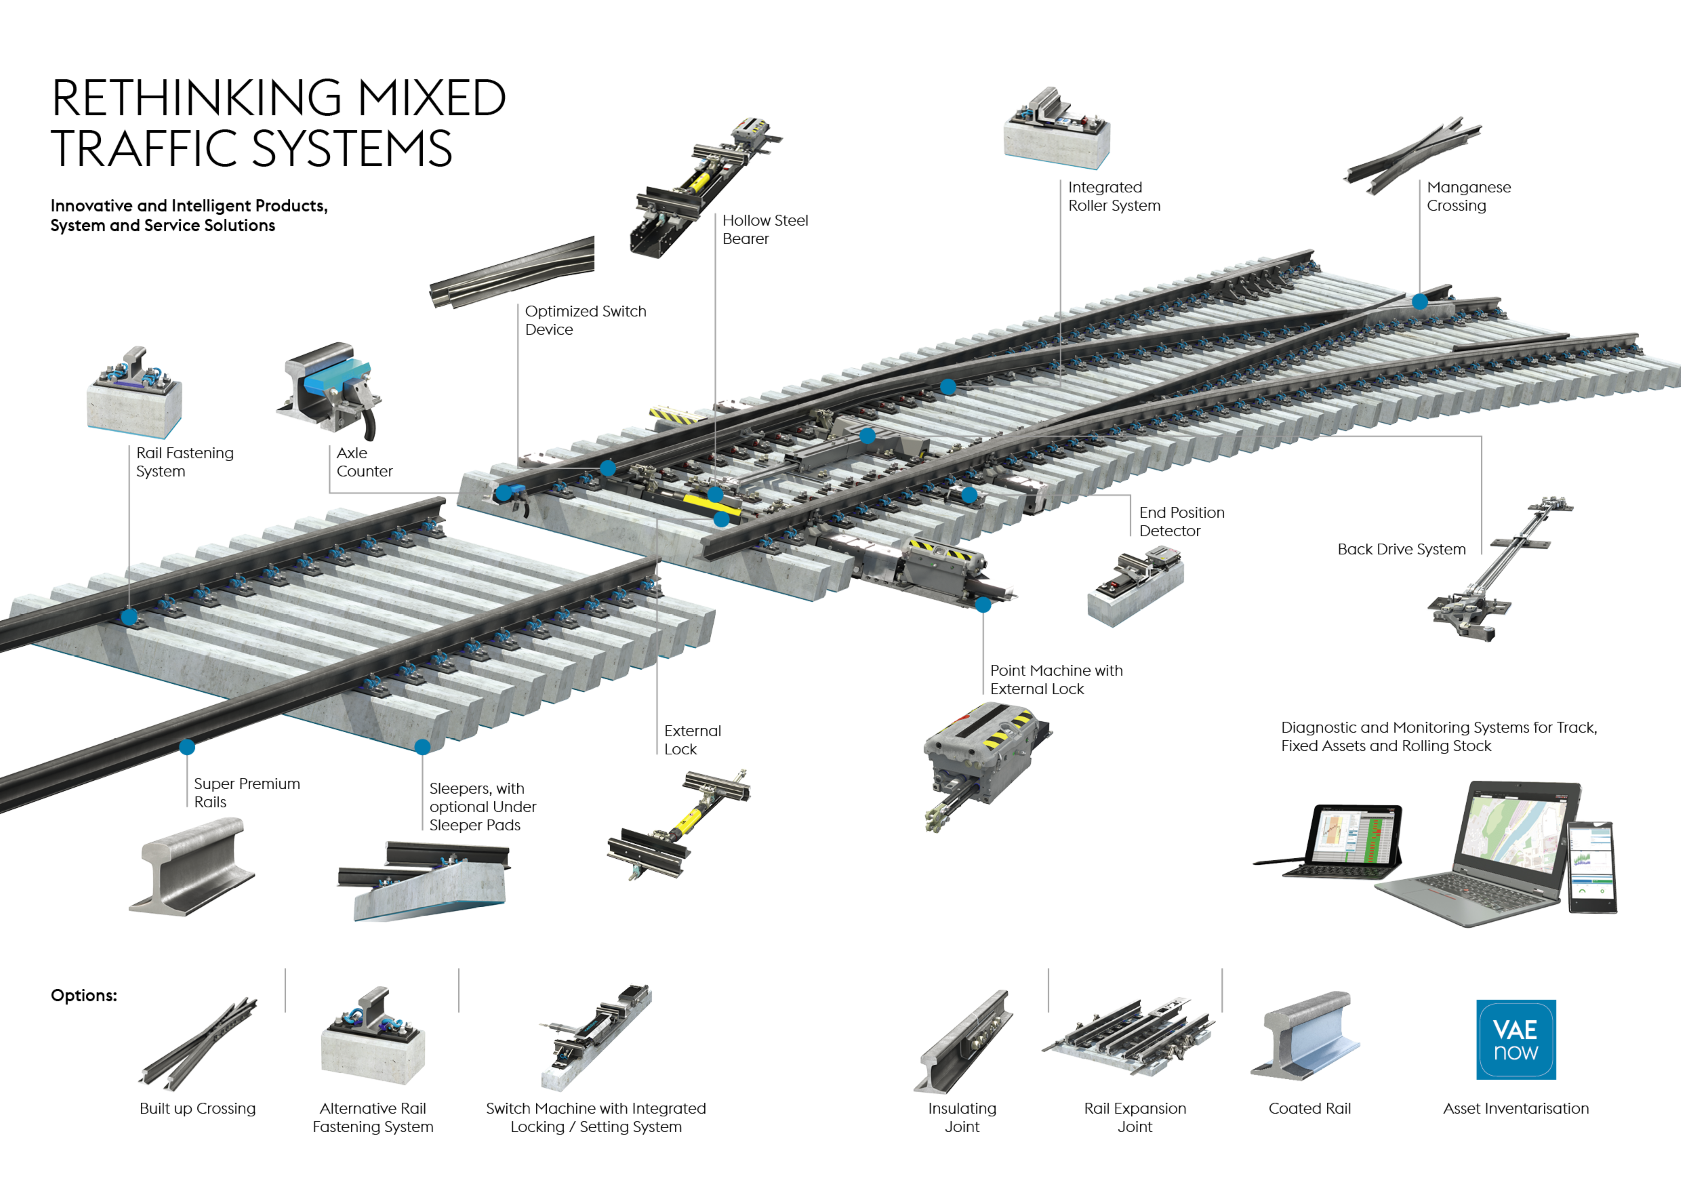 RETHINKING MIXED
TRAFFIC SYSTEMS
Innovative and Intelligent Products,
System and Service Solutions
Hollow Steel
Bearer
Integrated
Roller System
Manganese
Crossing
Optimized Switch
Device
Rail Fastening
System
Axle
Counter
End Position
Detector
Back Drive System
Point Machine with
External Lock
External
Lock
Diagnostic and Monitoring Systems for Track,
Fixed Assets and Rolling Stock
Super Premium
Rails
Sleepers, with
optional Under
Sleeper Pads
Options:
Built up Crossing
Alternative Rail
Fastening System
Switch Machine with Integrated
Locking / Setting System
Insulating
Joint
Rail Expansion
Joint
Coated Rail
VAE
now
Asset Inventarisation